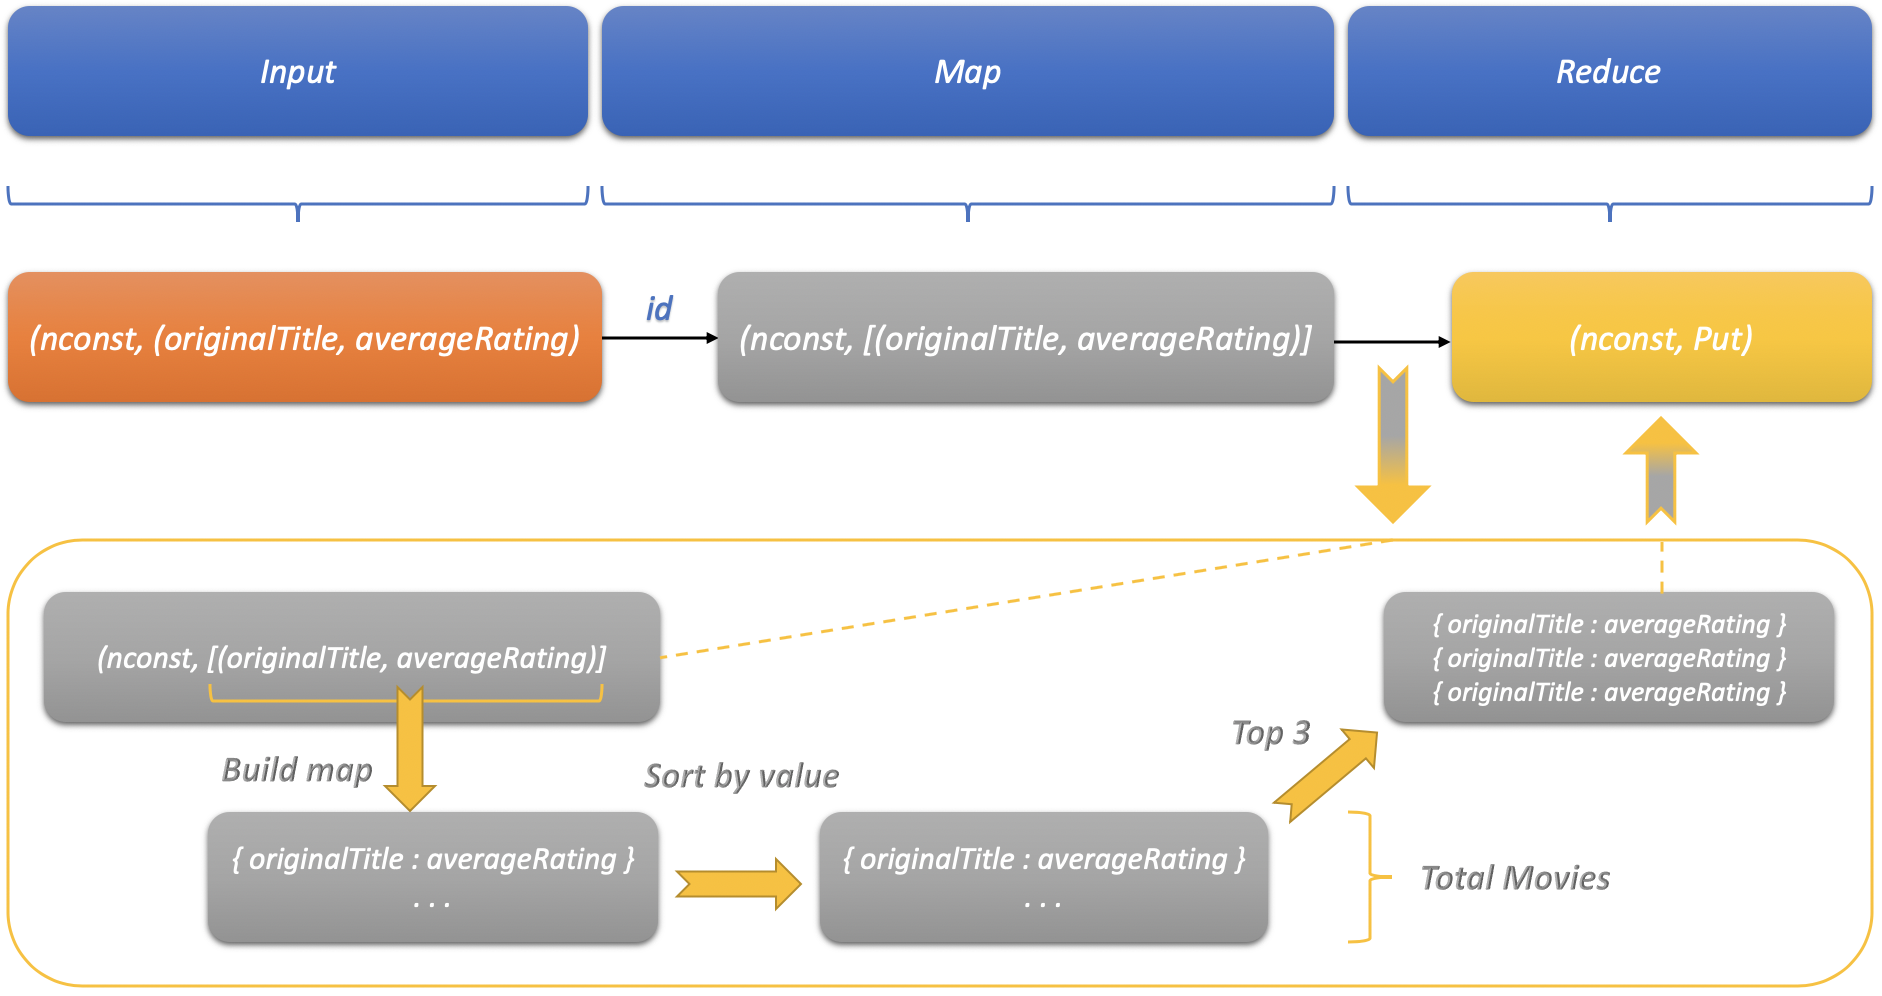 Input
Map
Reduce
(nconst, (originalTitle, averageRating)
id
(nconst, [(originalTitle, averageRating)]
(nconst, Put)
(nconst, [(originalTitle, averageRating)]
{ originalTitle : averageRating }
{ originalTitle : averageRating }
{ originalTitle : averageRating }
Build map
Sort by value
Top 3
{ originalTitle : averageRating }
. . .
{ originalTitle : averageRating }
. . .
Total Movies